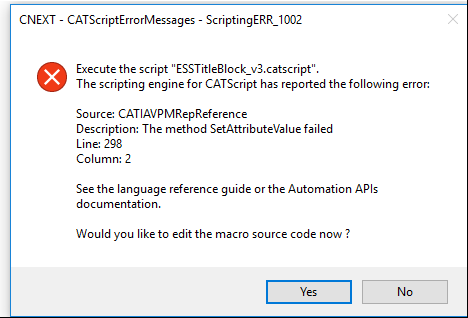 CNEXT - CATScriptErrorMessages - ScriptingERR_1002
Execute the script "ESSTitleBlock_v3.catscript".
The scripting engine for CATScript has reported the following error:
Source: CATIAVPMRepReference
Description: The method SetAttributeValue failed
Line: 298
Column: 2
See the language reference guide or the Automation APIs
documentation.
Would you like to edit the macro source code now ?
Yes
No